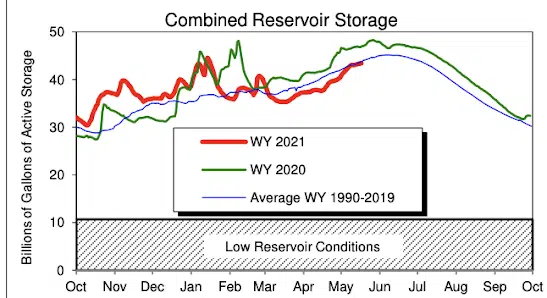 Combined Reservoir Storage
50
40
30
20
10
0
Billions of Gallons of Active Storage
WY 2021
WY 2020
Average WY 1990-2019
Low Reservoir Conditions
Oct Nov Dec Jan Feb Mar Apr May Jun Jul Aug Sep Oct